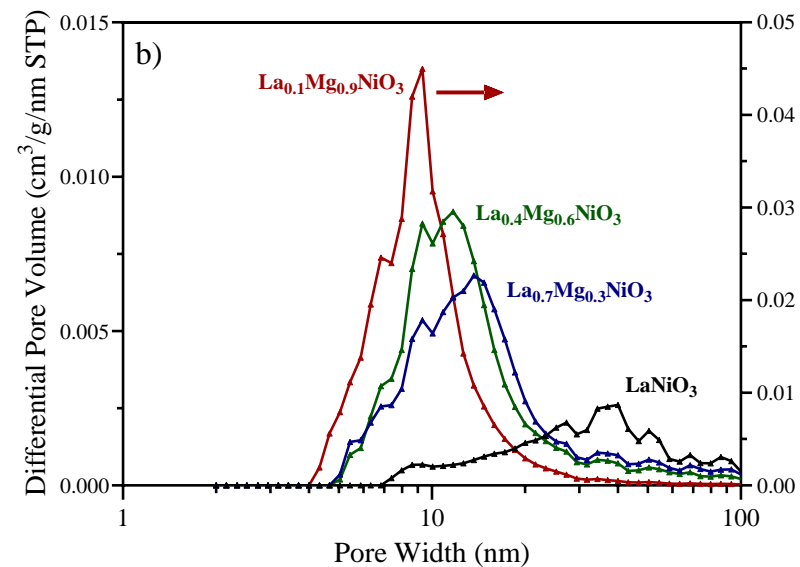 b)
0.015
0.010
0.005
0.000
Differential Pore Volume (cm³/g/nm STP)
0.05
0.04
0.03
0.02
0.01
0.00
La₀.₁Mg₀.₉NiO₃
La₀.₄Mg₀.₆NiO₃
La₀.₇Mg₀.₃NiO₃
LaNiO₃
1
10
100
Pore Width (nm)